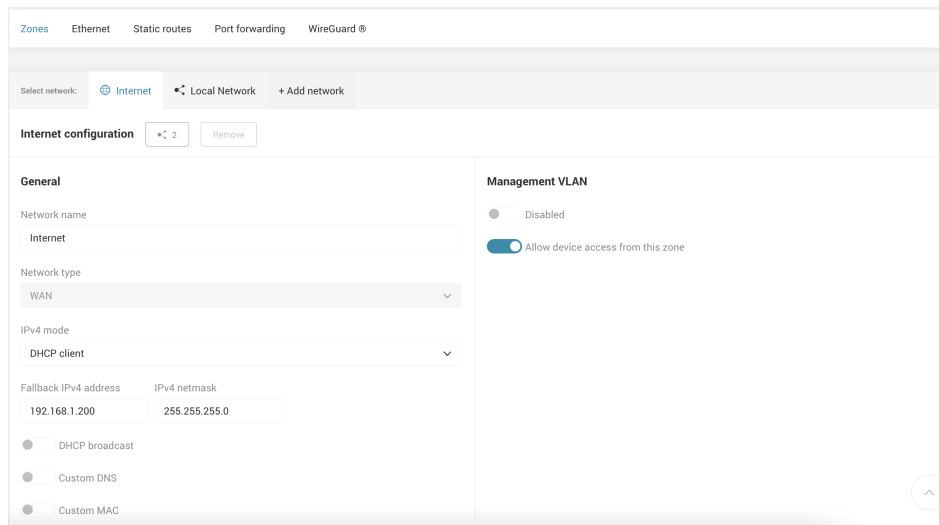 Zones Ethernet Static routes Port forwarding WireGuard ®
Select network: Internet Local Network + Add network
Internet configuration 2 Remove
General
Network name
Internet
Network type
WAN
IPv4 mode
DHCP client
Fallback IPv4 address IPv4 netmask
192.168.1.200 255.255.255.0
DHCP broadcast
Custom DNS
Custom MAC
Management VLAN
Disabled
Allow device access from this zone